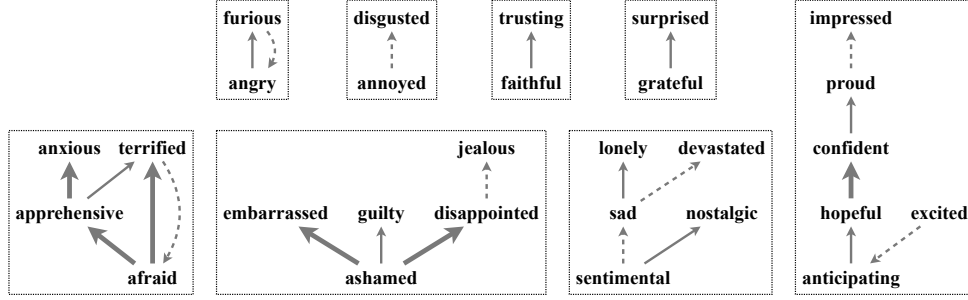 furious disgusted trusting surprised impressed
angry annoyed faithful grateful proud
anxious terrified jealous lonely devastated confident
apprehensive embarrassed guilty disappointed sad nostalgic hopeful excited
afraid ashamed sentimental anticipating